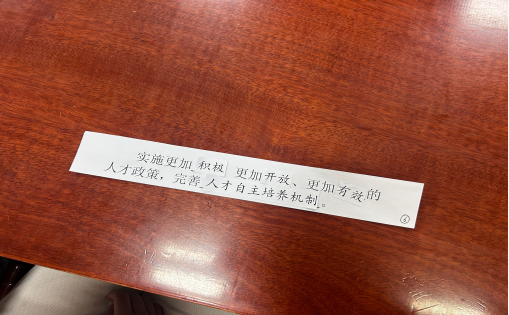 实施更加 积极 更加开放、更加有效的
人才政策，完善 人才自主培养机制。
6